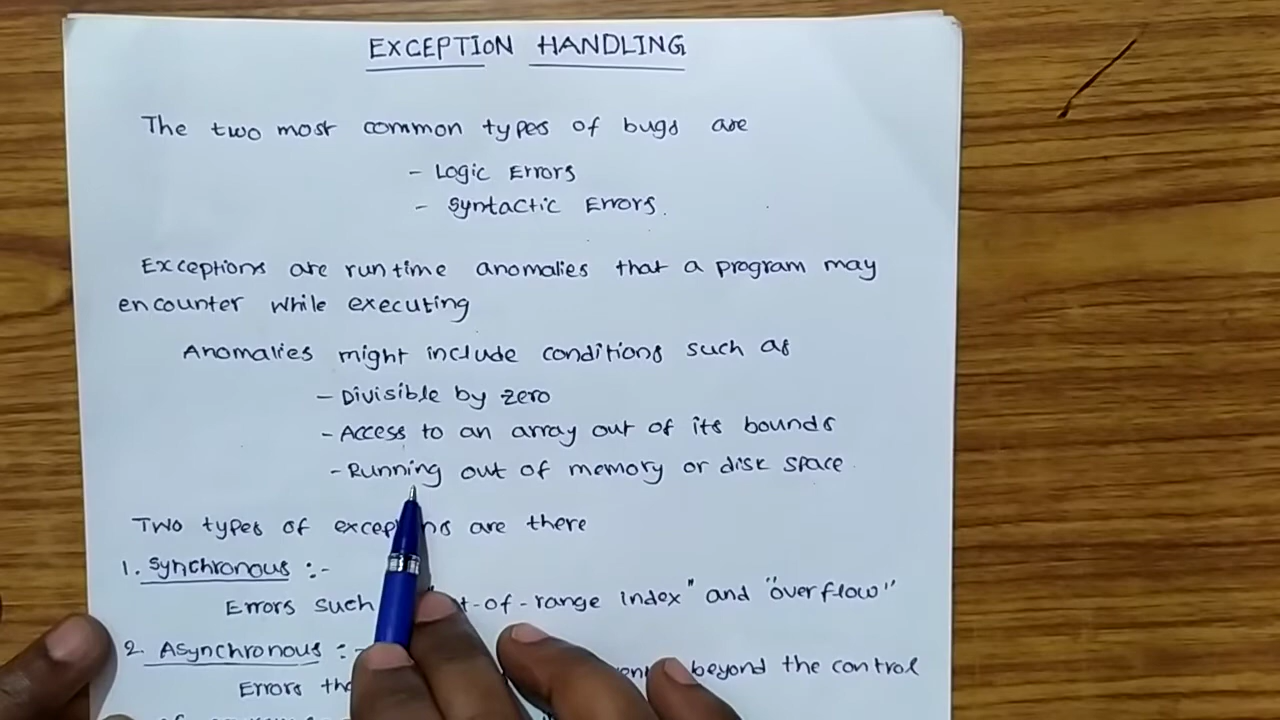 EXCEPTION HANDLING
The two most common types of bugs are
- Logic Errors
- Syntactic Errors.
Exceptions are runtime anomalies that a program may
encounter while executing
Anomalies might include conditions such as
- Divisible by zero
- Access to an array out of its bounds
- Running out of memory or disk space.
Two types of are there
1. Synchronous :-
Errors such -of-range index" and "overflow"
2. Asynchronous :-
Errors beyond the control